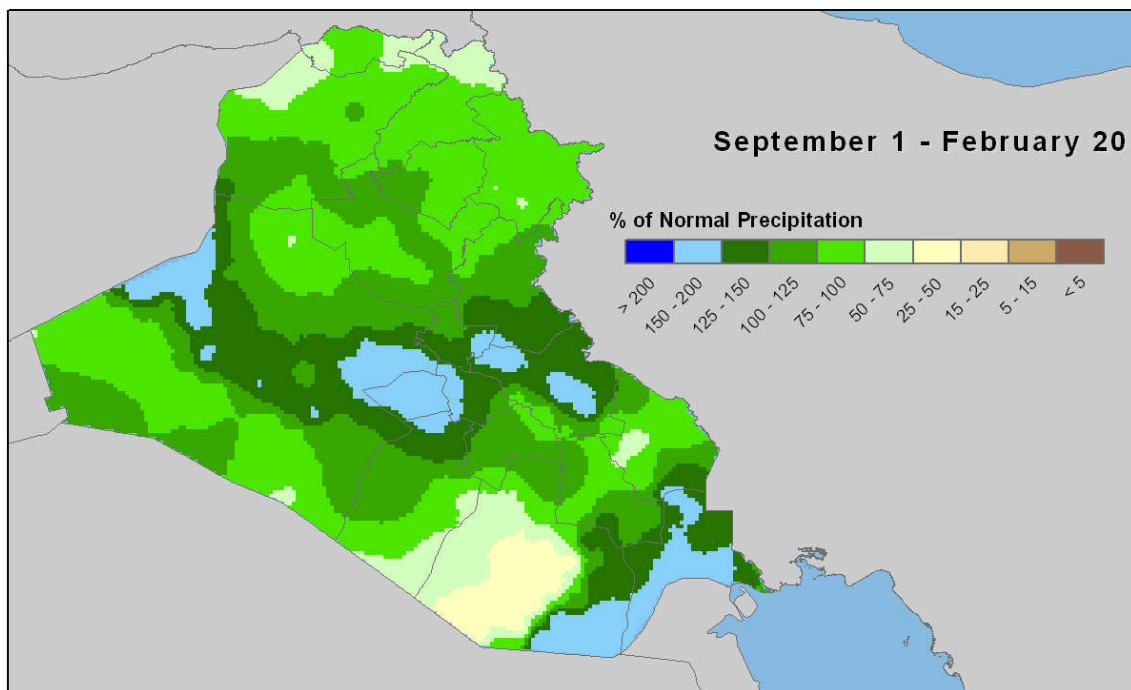 September 1 - February 20
% of Normal Precipitation
> 200
150 - 200
125 - 150
100 - 125
75 - 100
50 - 75
25 - 50
15 - 25
5 - 15
< 5